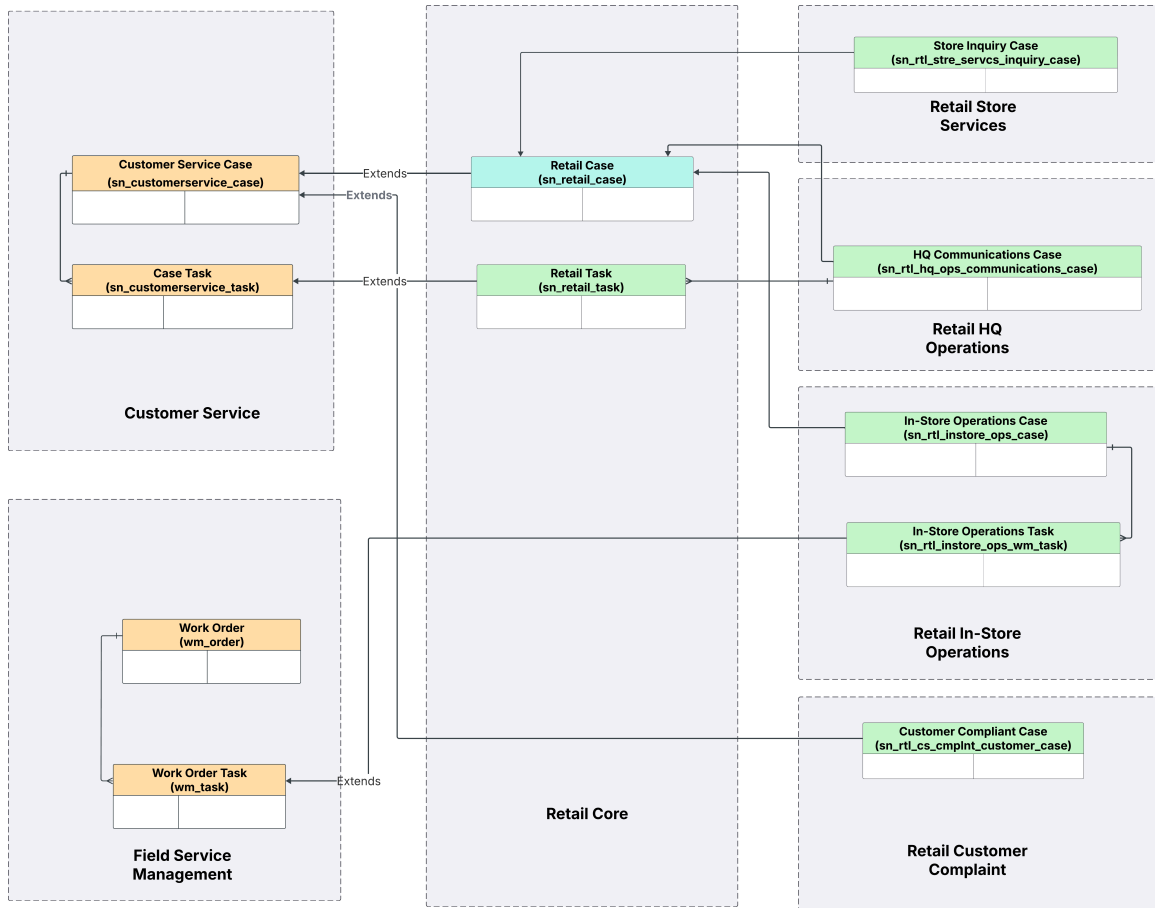 Store Inquiry Case
(sn_rtl_stre_servcs_inquiry_case)
Retail Store
Services
Customer Service Case
(sn_customerservice_case)
Extends
Extends
Retail Case
(sn_retail_case)
Case Task
(sn_customerservice_task)
Extends
Retail Task
(sn_retail_task)
HQ Communications Case
(sn_rtl_hq_ops_communications_case)
Retail HQ
Operations
Customer Service
In-Store Operations Case
(sn_rtl_instore_ops_case)
In-Store Operations Task
(sn_rtl_instore_ops_wm_task)
Retail In-Store
Operations
Work Order
(wm_order)
Work Order Task
(wm_task)
Extends
Field Service
Management
Retail Core
Customer Compliant Case
(sn_rtl_cs_cmplnt_customer_case)
Retail Customer
Complaint